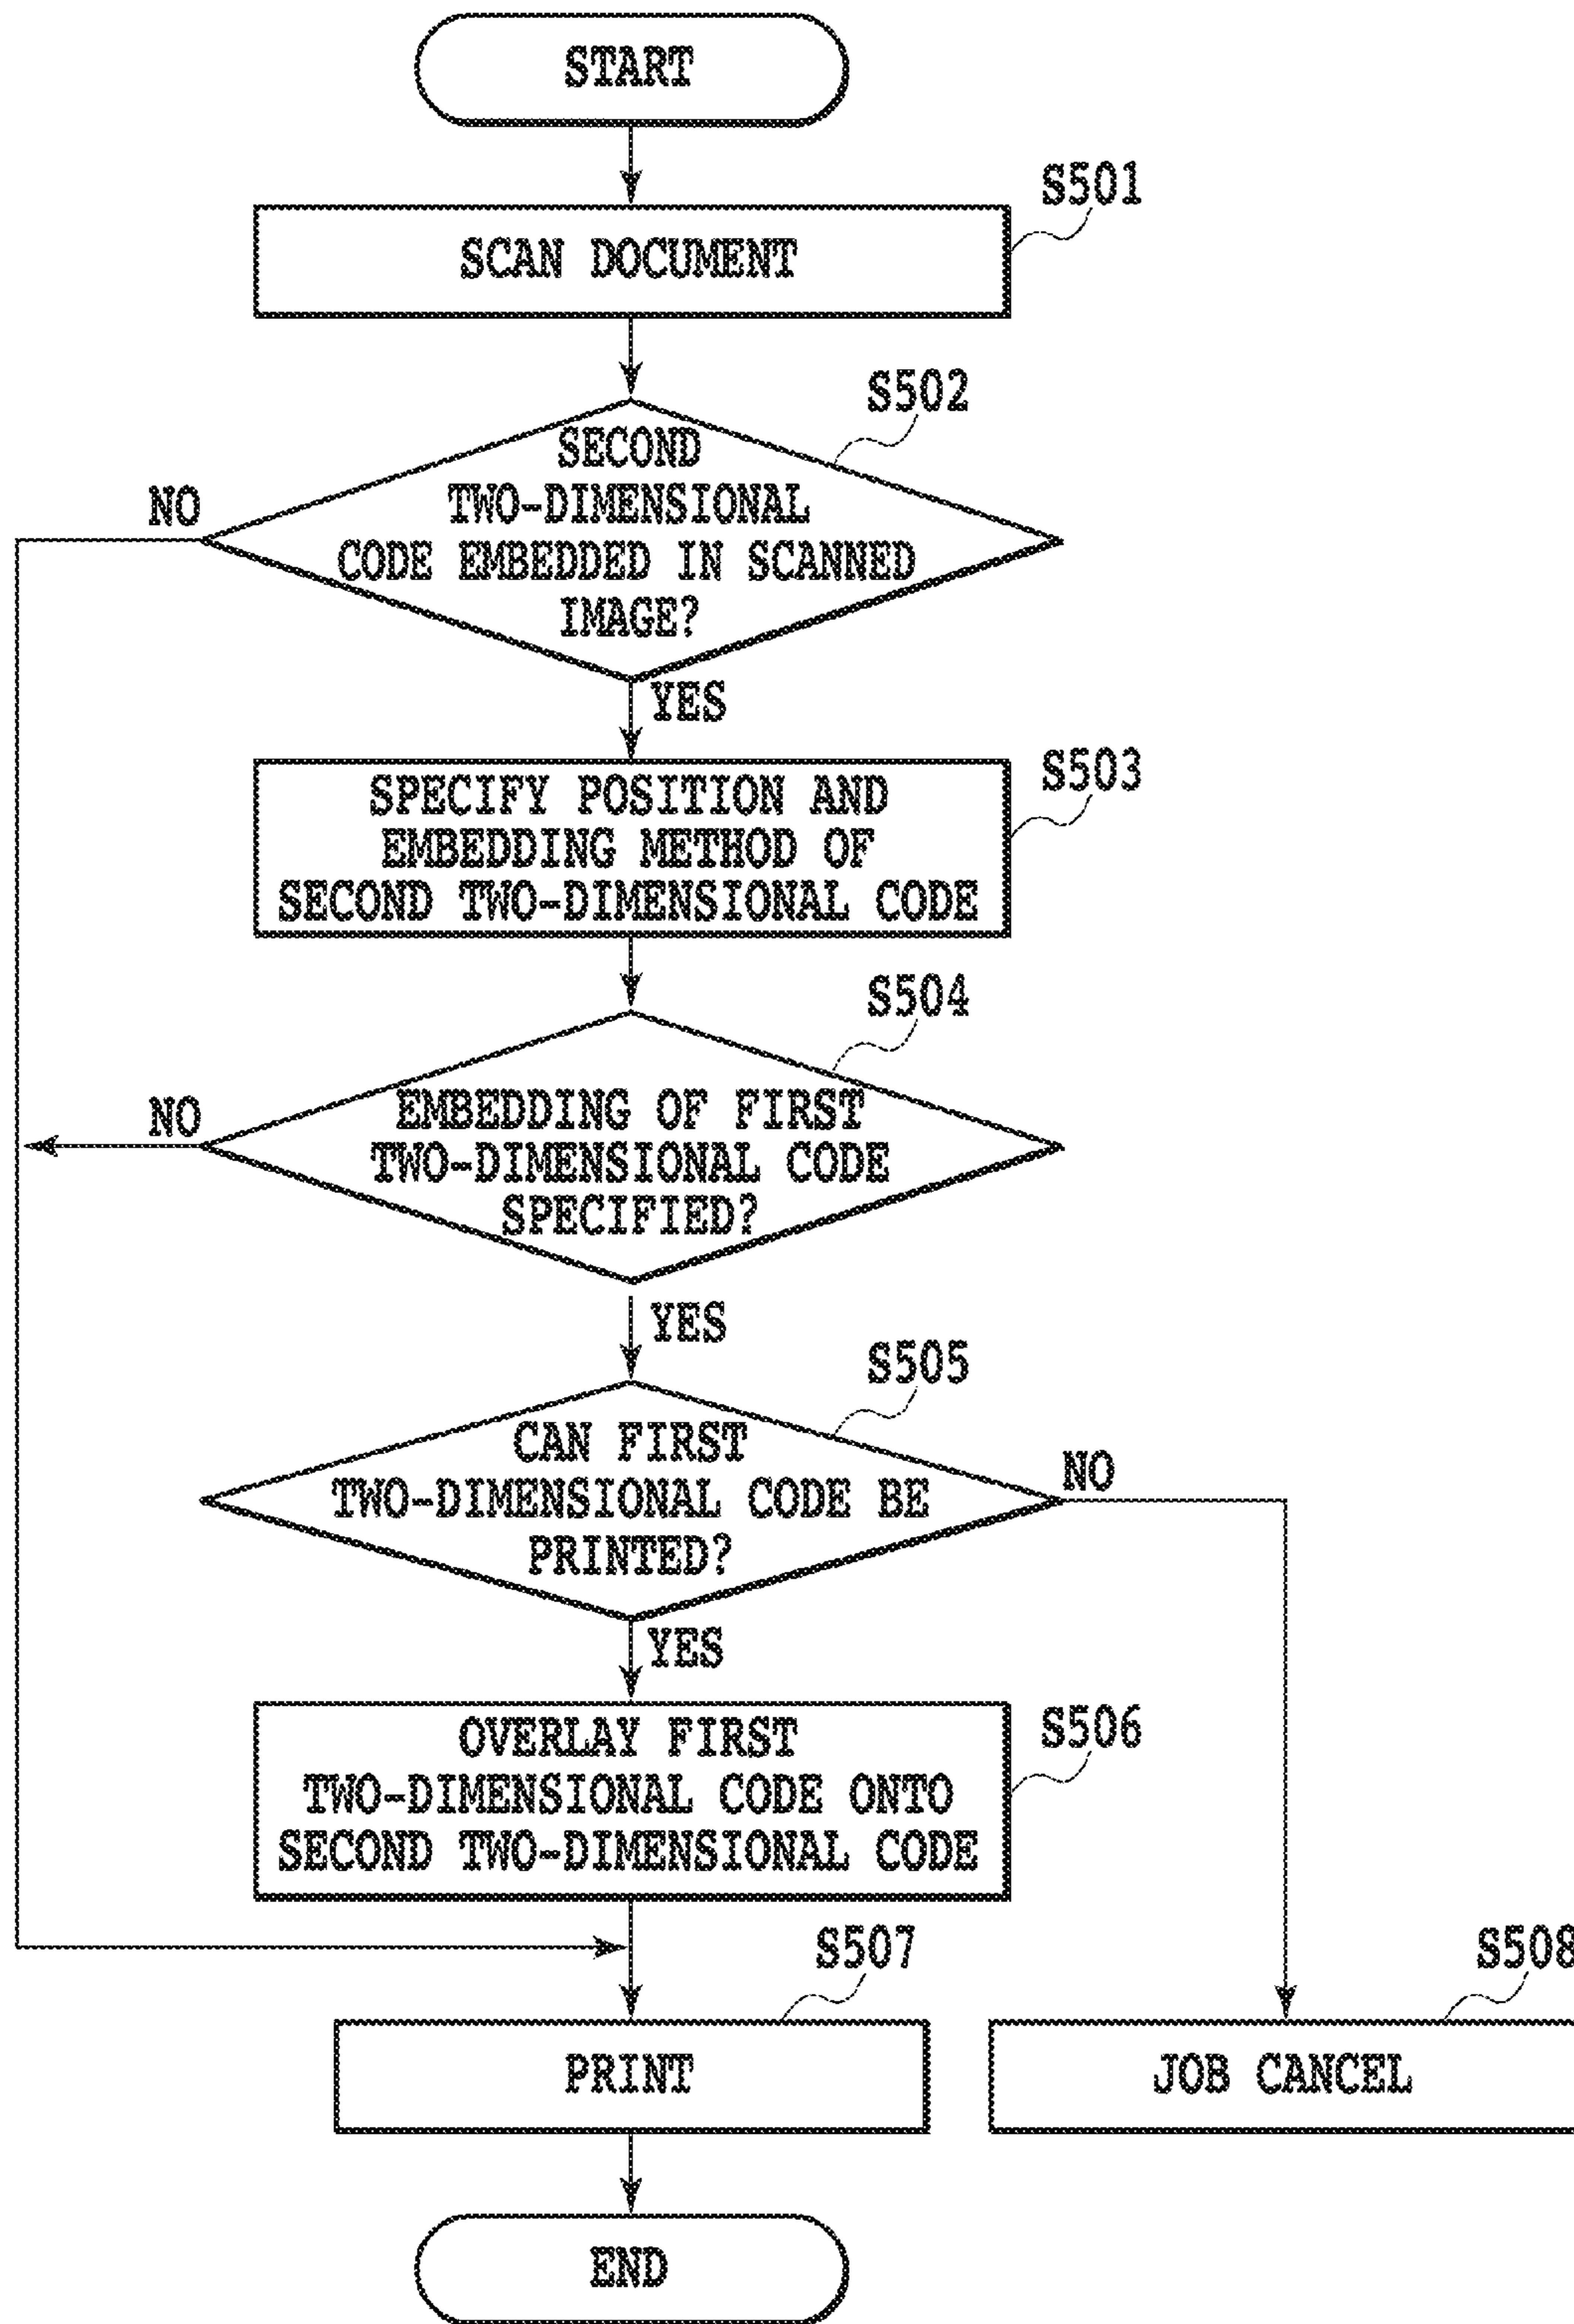 START
S501
SCAN DOCUMENT
S502
SECOND
TWO-DIMENSIONAL
CODE EMBEDDED IN SCANNED
IMAGE?
NO
YES
S503
SPECIFY POSITION AND
EMBEDDING METHOD OF
SECOND TWO-DIMENSIONAL CODE
S504
EMBEDDING OF FIRST
TWO-DIMENSIONAL CODE
SPECIFIED?
NO
YES
S505
CAN FIRST
TWO-DIMENSIONAL CODE BE
PRINTED?
NO
YES
S506
OVERLAY FIRST
TWO-DIMENSIONAL CODE ONTO
SECOND TWO-DIMENSIONAL CODE
S507
S508
PRINT
JOB CANCEL
END